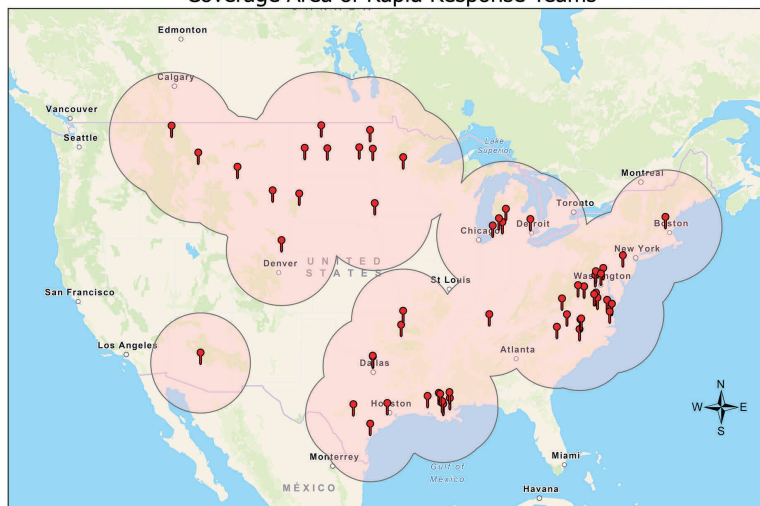 Coverage Area of Rapid Response Teams
Edmonton
Calgary
Vancouver
Seattle
Lake
Superior
Montreal
Toronto
Boston
Chicago
Detroit
New York
Denver
UNITED
STATES
Washington
St Louis
San Francisco
Los Angeles
Atlanta
Dallas
Houston
N
W
E
S
Monterrey
Gulf of
Mexico
Miami
MÉXICO
Havana